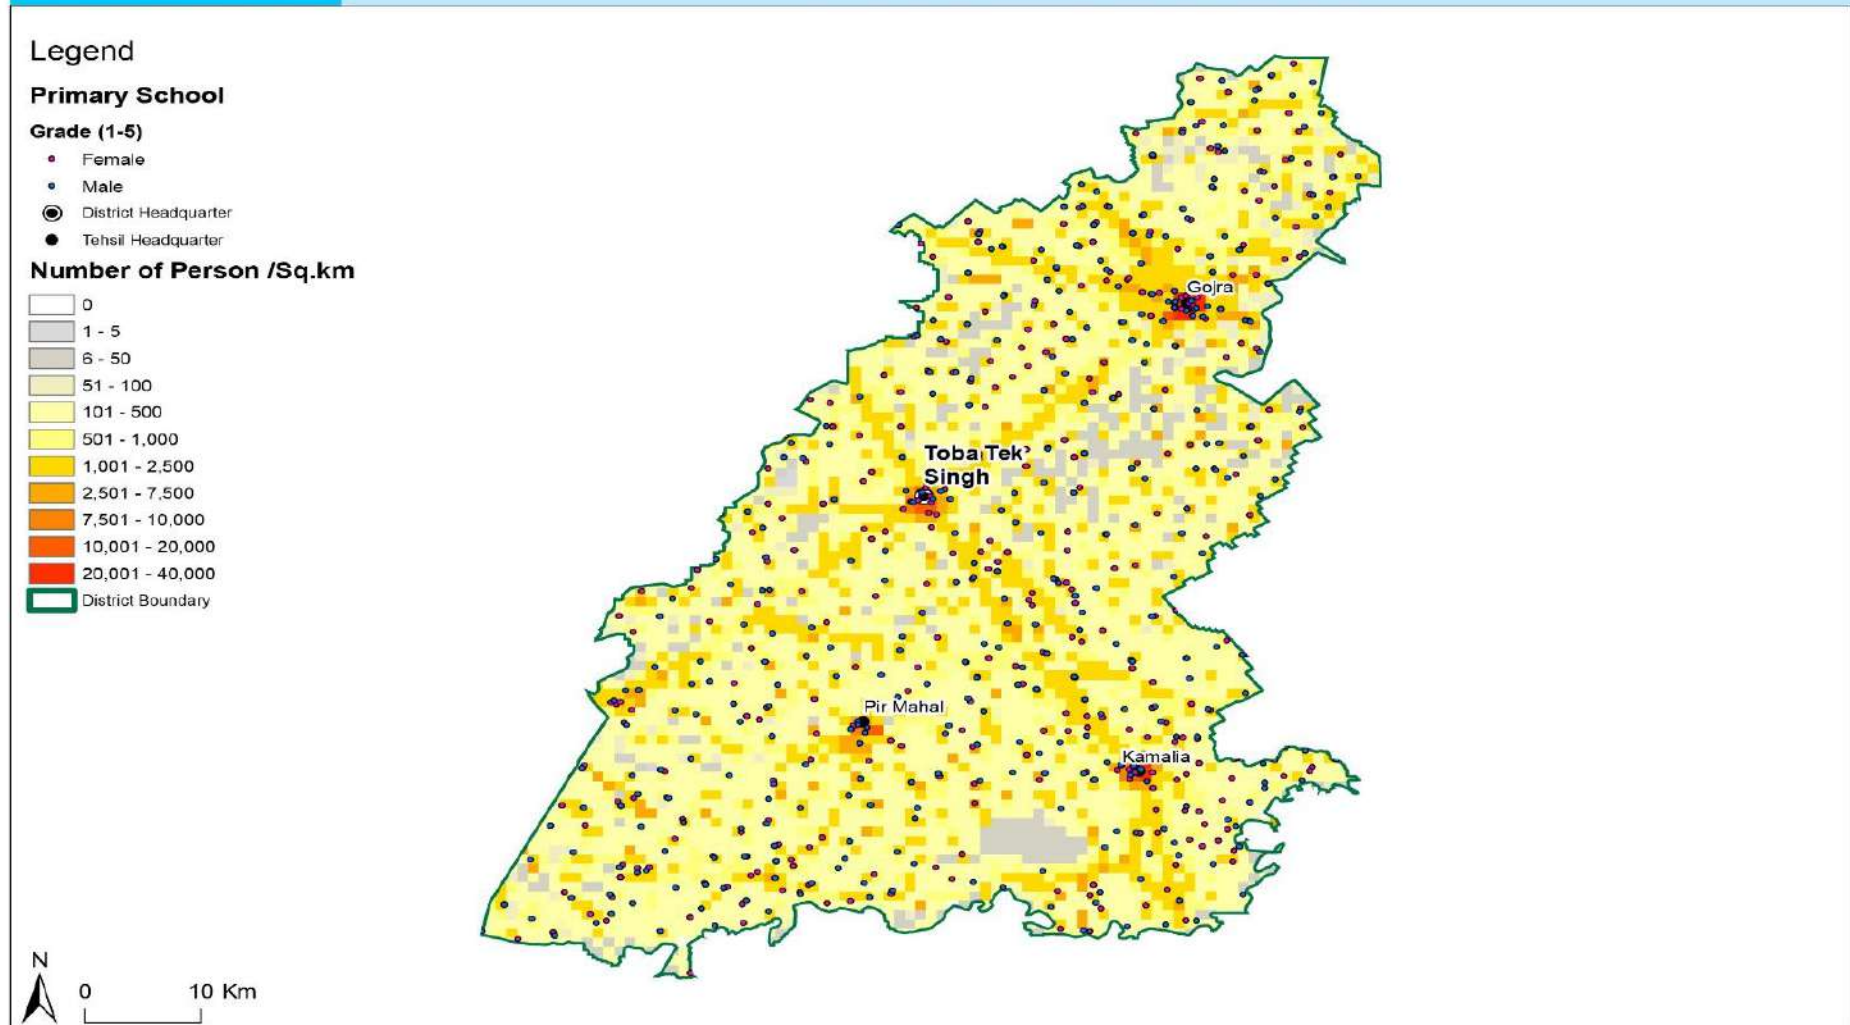 Legend
Primary School
Grade (1-5)
Female
Male
District Headquarter
Tehsil Headquarter
Number of Person /Sq.km
0
1 - 5
6 - 50
51 - 100
101 - 500
501 - 1,000
1,001 - 2,500
2,501 - 7,500
7,501 - 10,000
10,001 - 20,000
20,001 - 40,000
District Boundary
Gojra
Toba Tek
Singh
Pir Mahal
Kamalia
N
0 10 Km